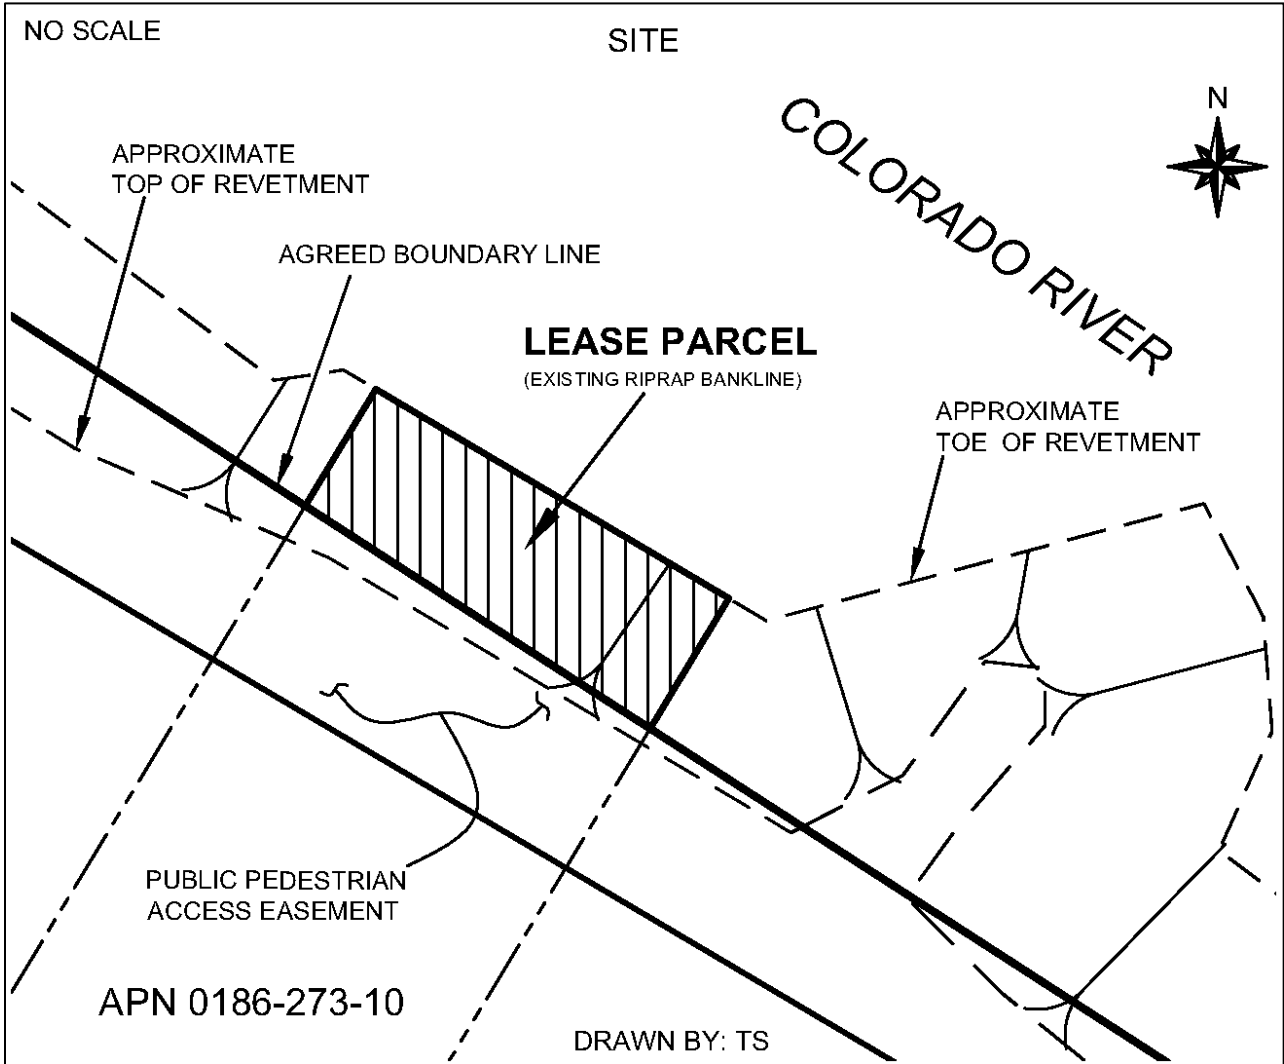 NO SCALE
SITE
N
COLORADO RIVER
APPROXIMATE
TOP OF REVETMENT
AGREED BOUNDARY LINE
LEASE PARCEL
(EXISTING RIPRAP BANKLINE)
APPROXIMATE
TOE OF REVETMENT
PUBLIC PEDESTRIAN
ACCESS EASEMENT
APN 0186-273-10
DRAWN BY: TS